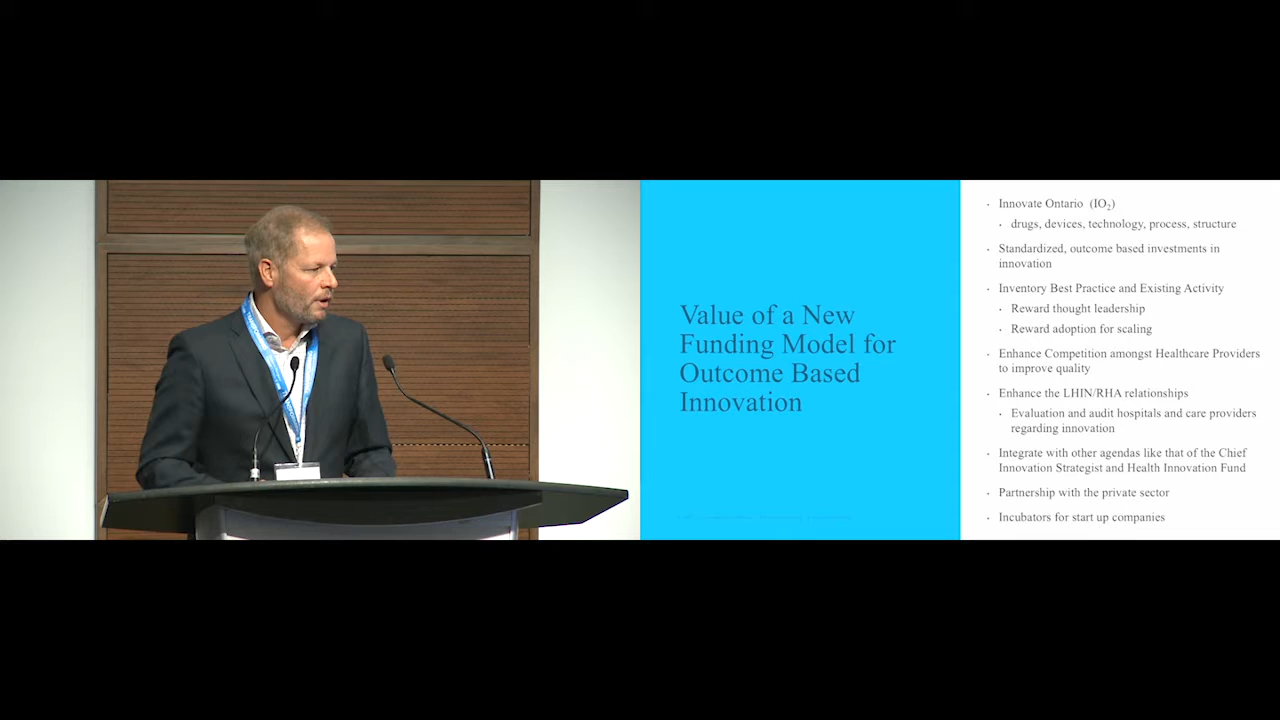 Value of a New
Funding Model for
Outcome Based
Innovation
Innovate Ontario (IO₂)
drugs, devices, technology, process, structure
Standardized, outcome based investments in
innovation
Inventory Best Practice and Existing Activity
Reward thought leadership
Reward adoption for scaling
Enhance Competition amongst Healthcare Providers
to improve quality
Enhance the LHIN/RHA relationships
Evaluation and audit hospitals and care providers
regarding innovation
Integrate with other agendas like that of the Chief
Innovation Strategist and Health Innovation Fund
Partnership with the private sector
Incubators for start up companies